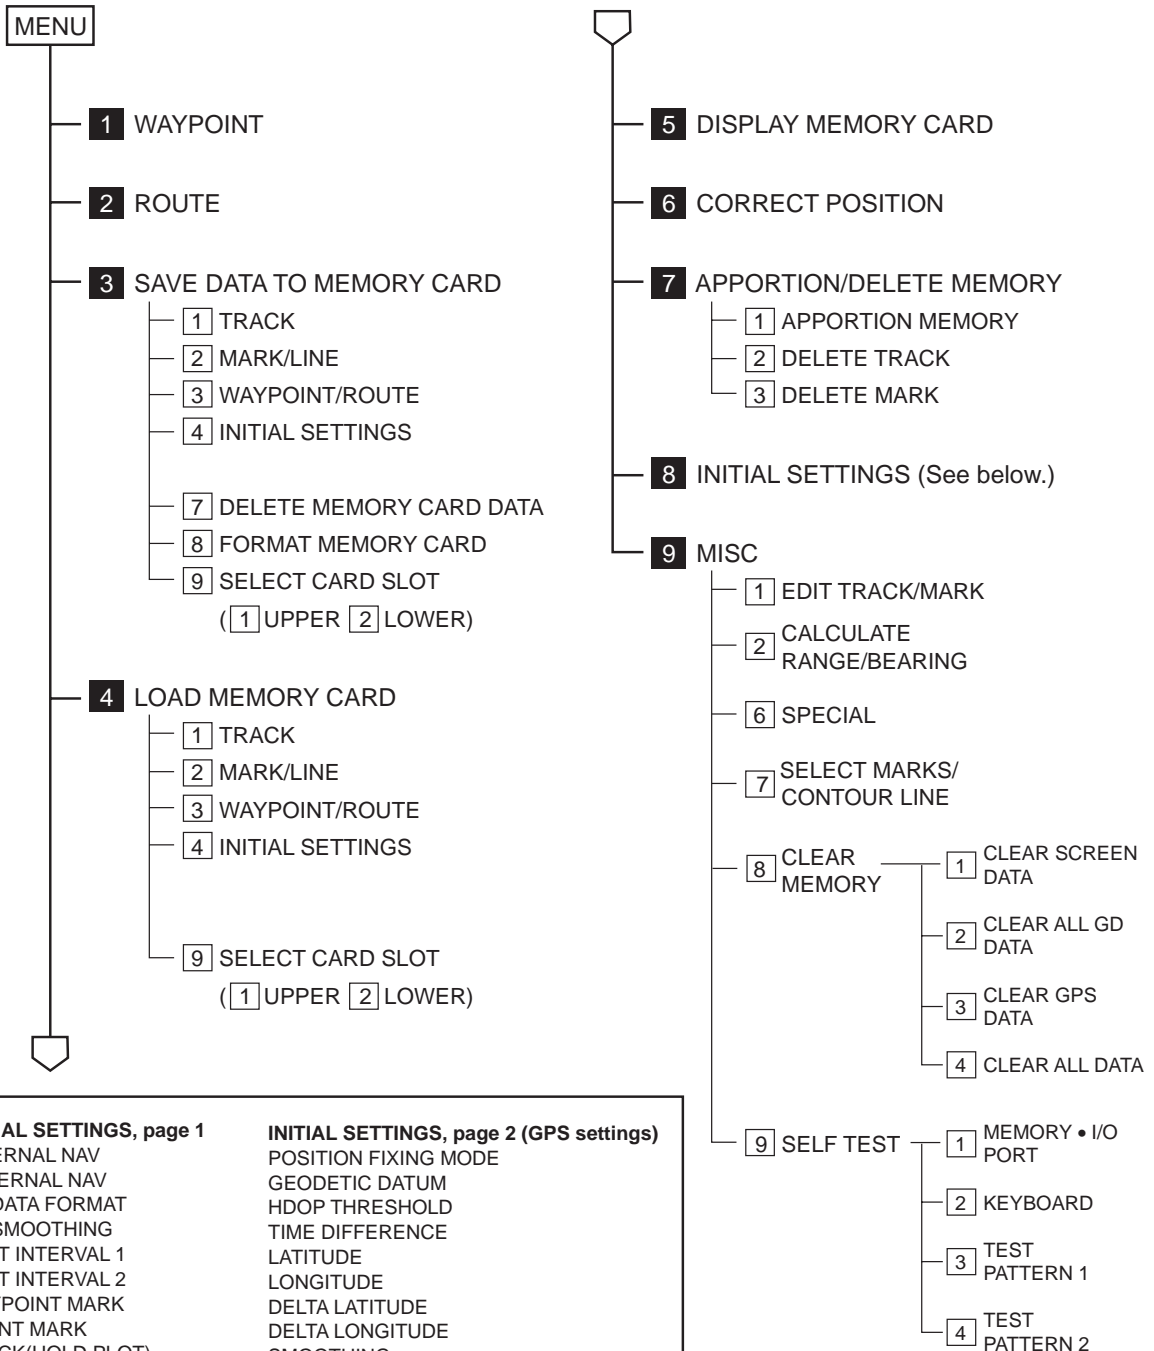 MENU
1 WAYPOINT
2 ROUTE
3 SAVE DATA TO MEMORY CARD
1 TRACK
2 MARK/LINE
3 WAYPOINT/ROUTE
4 INITIAL SETTINGS
7 DELETE MEMORY CARD DATA
8 FORMAT MEMORY CARD
9 SELECT CARD SLOT
(1 UPPER 2 LOWER)
4 LOAD MEMORY CARD
1 TRACK
2 MARK/LINE
3 WAYPOINT/ROUTE
4 INITIAL SETTINGS
9 SELECT CARD SLOT
(1 UPPER 2 LOWER)
5 DISPLAY MEMORY CARD
6 CORRECT POSITION
7 APPORTION/DELETE MEMORY
1 APPORTION MEMORY
2 DELETE TRACK
3 DELETE MARK
8 INITIAL SETTINGS (See below.)
9 MISC
1 EDIT TRACK/MARK
2 CALCULATE
RANGE/BEARING
6 SPECIAL
7 SELECT MARKS/
CONTOUR LINE
8 CLEAR
MEMORY
1 CLEAR SCREEN
DATA
2 CLEAR ALL GD
DATA
3 CLEAR GPS
DATA
4 CLEAR ALL DATA
9 SELF TEST
1 MEMORY • I/O
PORT
2 KEYBOARD
3 TEST
PATTERN 1
4 TEST
PATTERN 2
SETTINGS, page 1
NAV
NAV
DATA FORMAT
SMOOTHING
INTERVAL 1
INTERVAL 2
MARK
MARK
INITIAL SETTINGS, page 2 (GPS settings)
POSITION FIXING MODE
GEODETIC DATUM
HDOP THRESHOLD
TIME DIFFERENCE
LATITUDE
LONGITUDE
DELTA LATITUDE
DELTA LONGITUDE